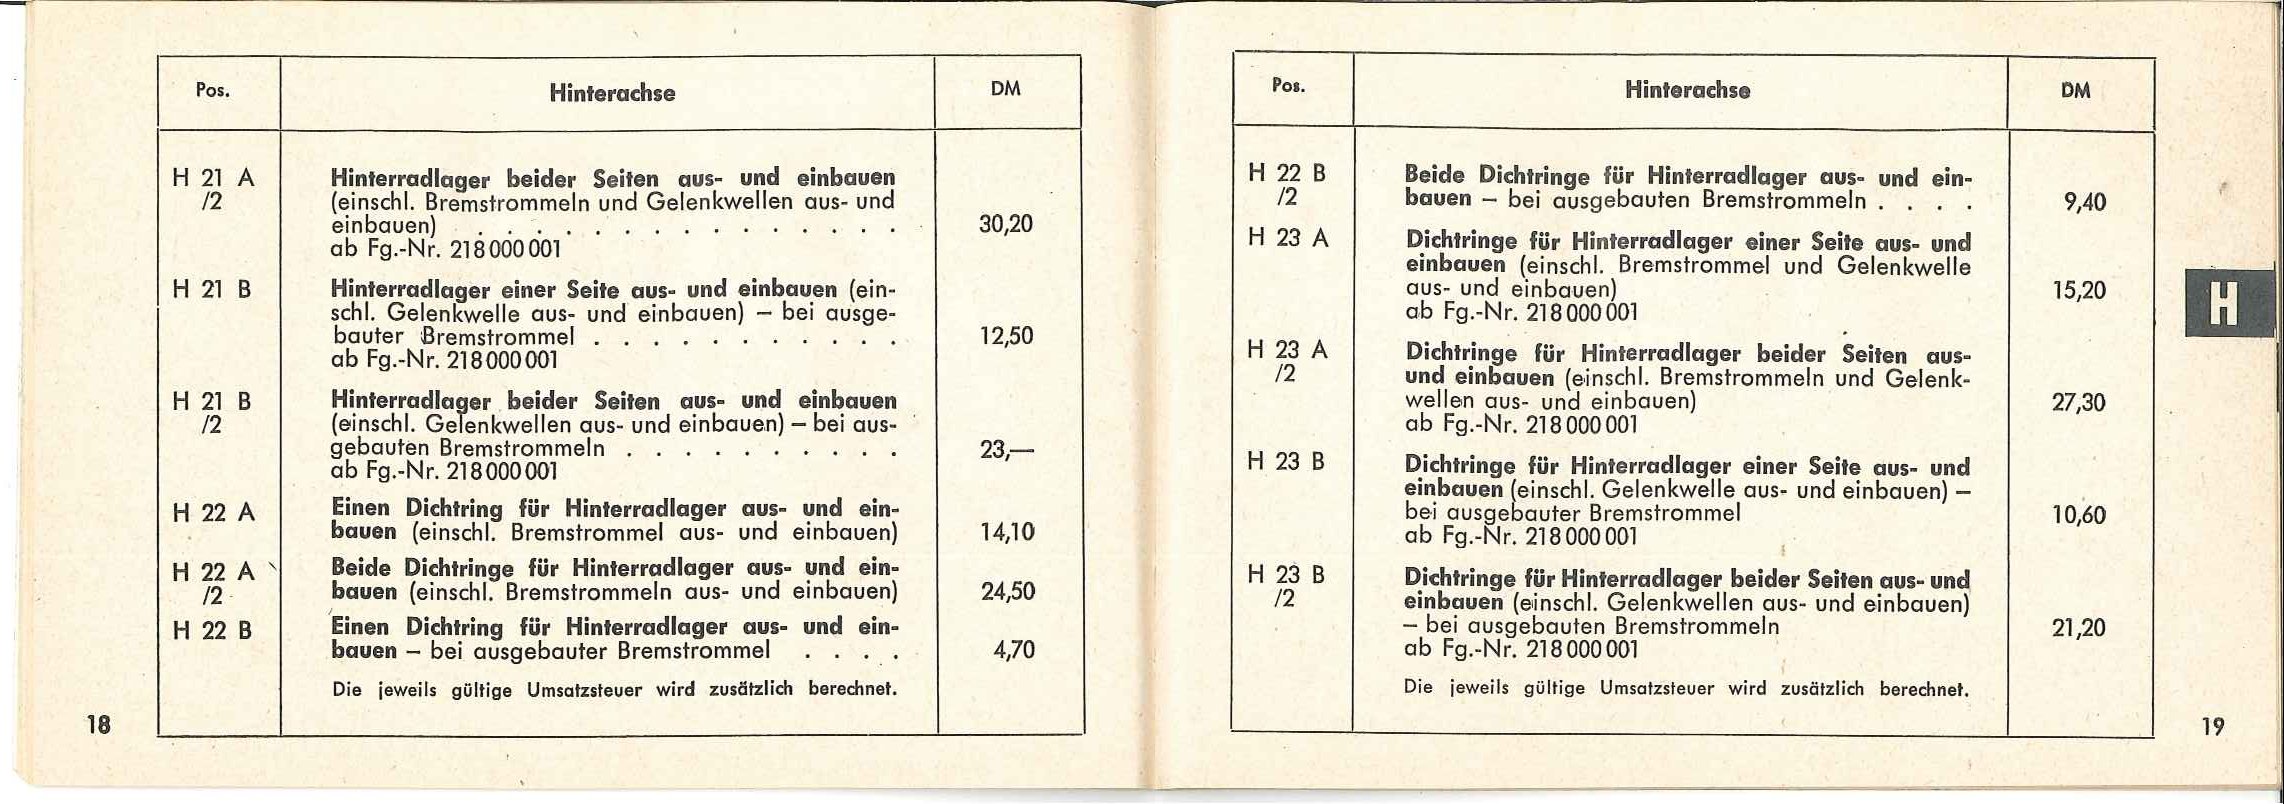 Pos. Hinterachse DM
H 21 A Hinterradlager beider Seiten aus- und einbauen
/2 (einschl. Bremstrommeln und Gelenkwellen aus- und
einbauen) . . . . . . . . . . . . . . . 30,20
ab Fg.-Nr. 218 000 001
H 21 B Hinterradlager einer Seite aus- und einbauen (ein-
schl. Gelenkwelle aus- und einbauen) – bei ausge-
bauter Bremstrommel . . . . . . . . . . . 12,50
ab Fg.-Nr. 218 000 001
H 21 B Hinterradlager beider Seiten aus- und einbauen
/2 (einschl. Gelenkwellen aus- und einbauen) – bei aus-
gebauten Bremstrommeln . . . . . . . . . . 23,—
ab Fg.-Nr. 218 000 001
H 22 A Einen Dichtring für Hinterradlager aus- und ein-
bauen (einschl. Bremstrommel aus- und einbauen) 14,10
H 22 A Beide Dichtringe für Hinterradlager aus- und ein-
/2 bauen (einschl. Bremstrommeln aus- und einbauen) 24,50
H 22 B Einen Dichtring für Hinterradlager aus- und ein-
bauen – bei ausgebauter Bremstrommel . . . . 4,70
Die jeweils gültige Umsatzsteuer wird zusätzlich berechnet.
18
Pos. Hinterachse DM
H 22 B Beide Dichtringe für Hinterradlager aus- und ein-
/2 bauen – bei ausgebauten Bremstrommeln . . . . 9,40
H 23 A Dichtringe für Hinterradlager einer Seite aus- und
einbauen (einschl. Bremstrommel und Gelenkwelle
aus- und einbauen) 15,20
ab Fg.-Nr. 218 000 001
H 23 A Dichtringe für Hinterradlager beider Seiten aus-
/2 und einbauen (einschl. Bremstrommeln und Gelenk-
wellen aus- und einbauen) 27,30
ab Fg.-Nr. 218 000 001
H 23 B Dichtringe für Hinterradlager einer Seite aus- und
einbauen (einschl. Gelenkwelle aus- und einbauen) –
bei ausgebauter Bremstrommel 10,60
ab Fg.-Nr. 218 000 001
H 23 B Dichtringe für Hinterradlager beider Seiten aus- und
/2 einbauen (einschl. Gelenkwellen aus- und einbauen)
– bei ausgebauten Bremstrommeln 21,20
ab Fg.-Nr. 218 000 001
Die jeweils gültige Umsatzsteuer wird zusätzlich berechnet.
H
19